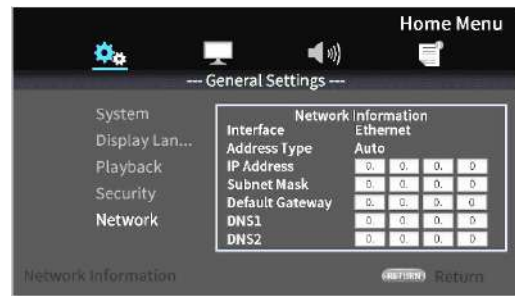 Home Menu
--- General Settings ---
System
Display Lan...
Playback
Security
Network
Network Information
Interface Ethernet
Address Type Auto
IP Address 0. 0. 0. 0
Subnet Mask 0. 0. 0. 0
Default Gateway 0. 0. 0. 0
DNS1 0. 0. 0. 0
DNS2 0. 0. 0. 0
Network Information
RETURN Return